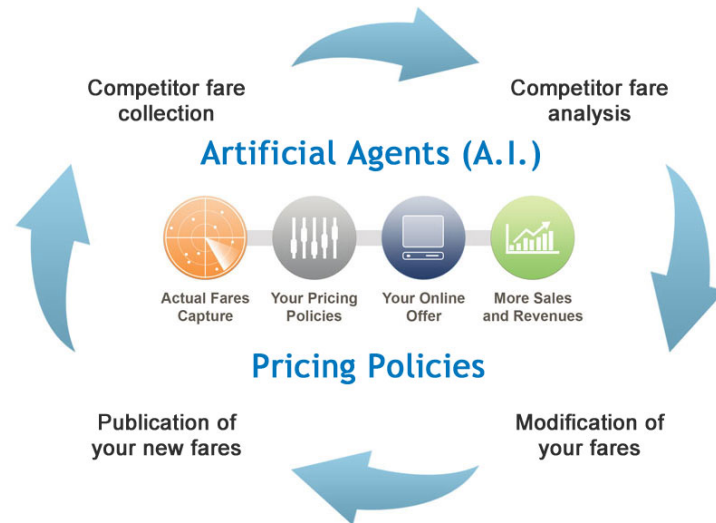 Competitor fare
collection
Competitor fare
analysis
Artificial Agents (A.I.)
Actual Fares
Capture
Your Pricing
Policies
Your Online
Offer
More Sales
and Revenues
Pricing Policies
Publication of
your new fares
Modification of
your fares